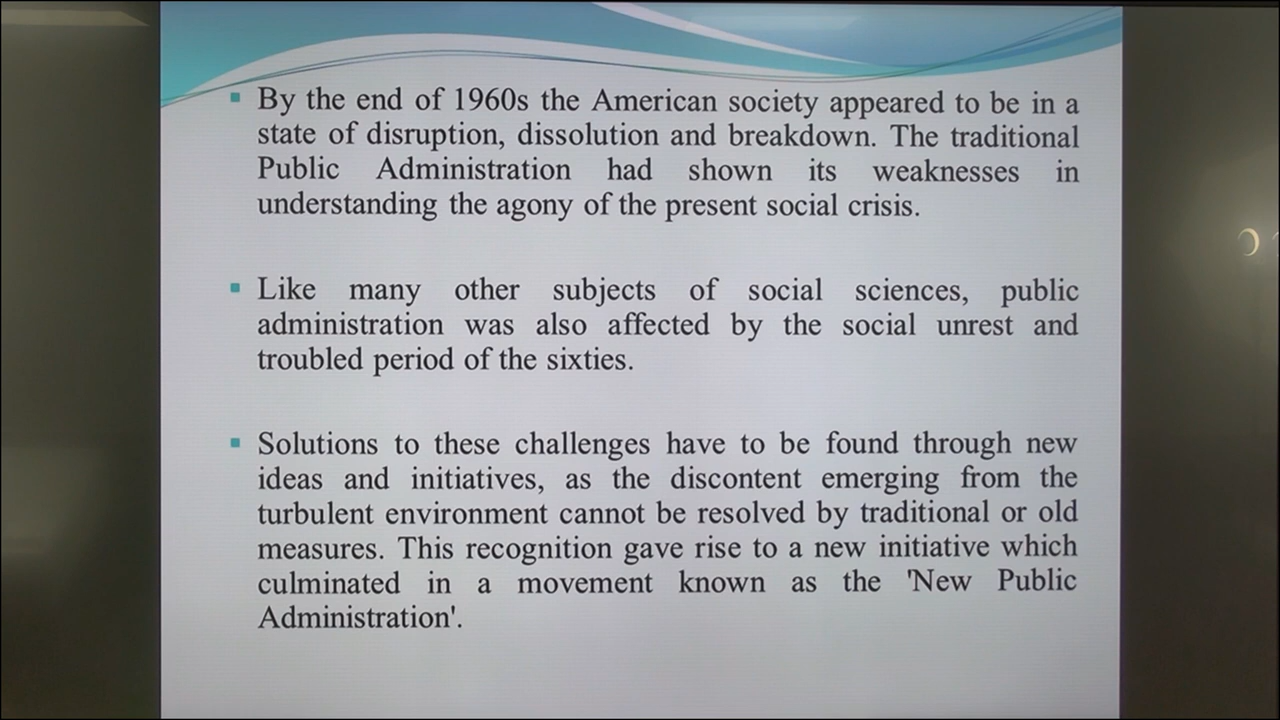 By the end of 1960s the American society appeared to be in a
state of disruption, dissolution and breakdown. The traditional
Public Administration had shown its weaknesses in
understanding the agony of the present social crisis.
Like many other subjects of social sciences, public
administration was also affected by the social unrest and
troubled period of the sixties.
Solutions to these challenges have to be found through new
ideas and initiatives, as the discontent emerging from the
turbulent environment cannot be resolved by traditional or old
measures. This recognition gave rise to a new initiative which
culminated in a movement known as the 'New Public
Administration'.